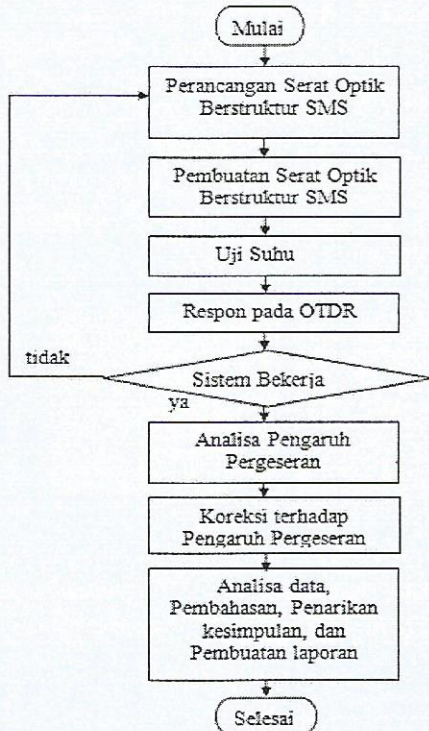 Mulai
Perancangan Serat Optik
Berstruktur SMS
Pembuatan Serat Optik
Berstruktur SMS
Uji Suhu
Respon pada OTDR
tidak
Sistem Bekerja
ya
Analisa Pengaruh
Pergeseran
Koreksi terhadap
Pengaruh Pergeseran
Analisa data,
Pembahasan, Penarikan
kesimpulan, dan
Pembuatan laporan
Selesai